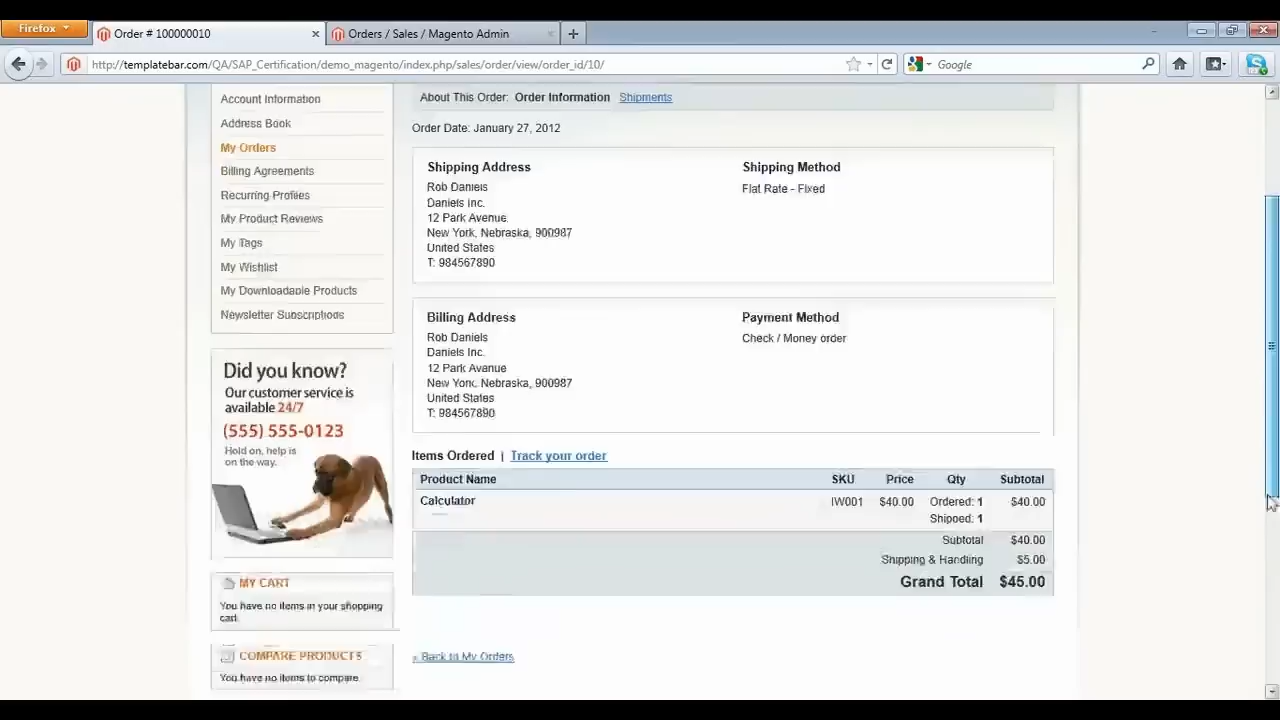 Firefox
Order # 100000010
Orders / Sales / Magento Admin
http://templatebar.com/QA/SAP_Certification/demo_magento/index.php/sales/order/view/order_id/10/
Google
Account Information
Address Book
My Orders
Billing Agreements
Recurring Profiles
My Product Reviews
My Tags
My Wishlist
My Downloadable Products
Newsletter Subscriptions
Did you know?
Our customer service is
available 24/7
(555) 555-0123
Hold on, help is
on the way.
MY CART
You have no items in your shopping
cart.
COMPARE PRODUCTS
You have no items to compare.
About This Order: Order Information Shipments
Order Date: January 27, 2012
Shipping Address
Rob Daniels
Daniels Inc.
12 Park Avenue
New York, Nebraska, 900987
United States
T: 984567890
Shipping Method
Flat Rate - Fixed
Billing Address
Rob Daniels
Daniels Inc.
12 Park Avenue
New York, Nebraska, 900987
United States
T: 984567890
Payment Method
Check / Money order
Items Ordered | Track your order
Product Name SKU Price Qty Subtotal
Calculator IW001 $40.00 Ordered: 1 $40.00
Shipped: 1
Subtotal $40.00
Shipping & Handling $5.00
Grand Total $45.00
« Back to My Orders